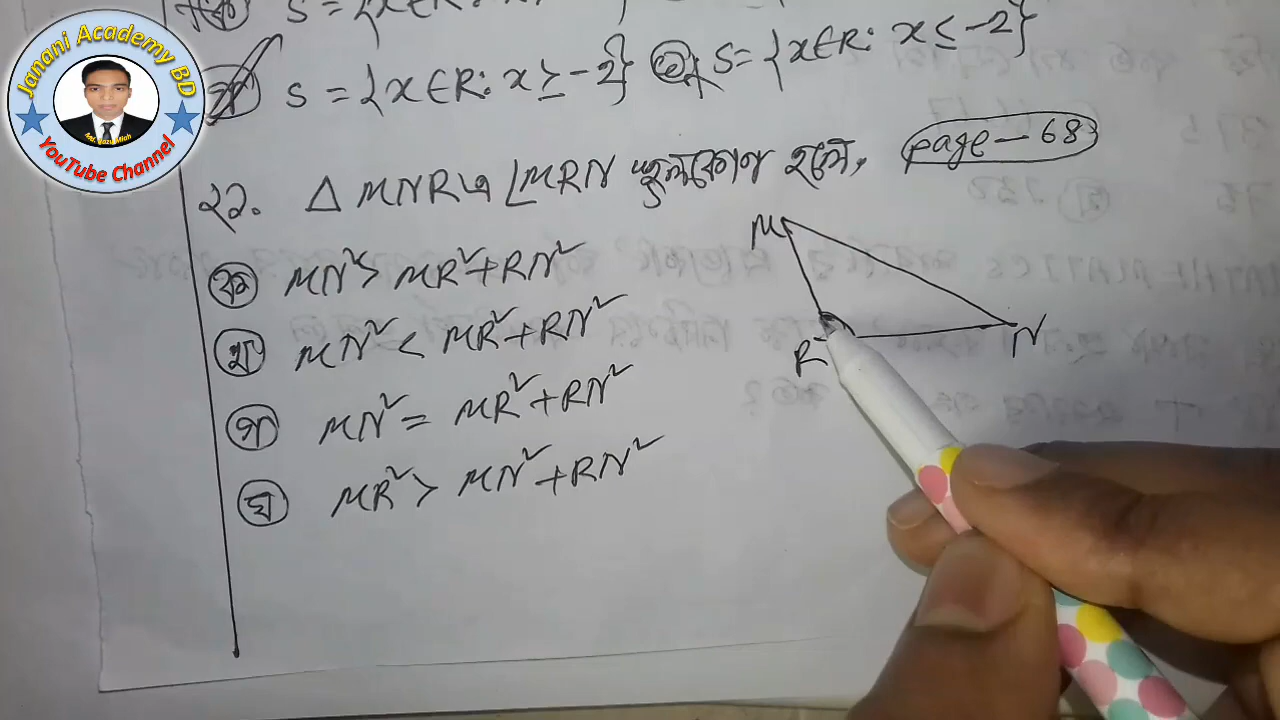 Janani Academy BD
YouTube Channel
S = {x∈R: x ≥ -2} ঘ S = {x∈R: x ≤ -2}
২২. Δ MNR এ ∠MRN স্থূলকোণ হলে, page - 68
ক MN² > MR² + RN²
খ MN² < MR² + RN²
গ MN² = MR² + RN²
ঘ MR² > MN² + RN²
M
R
N